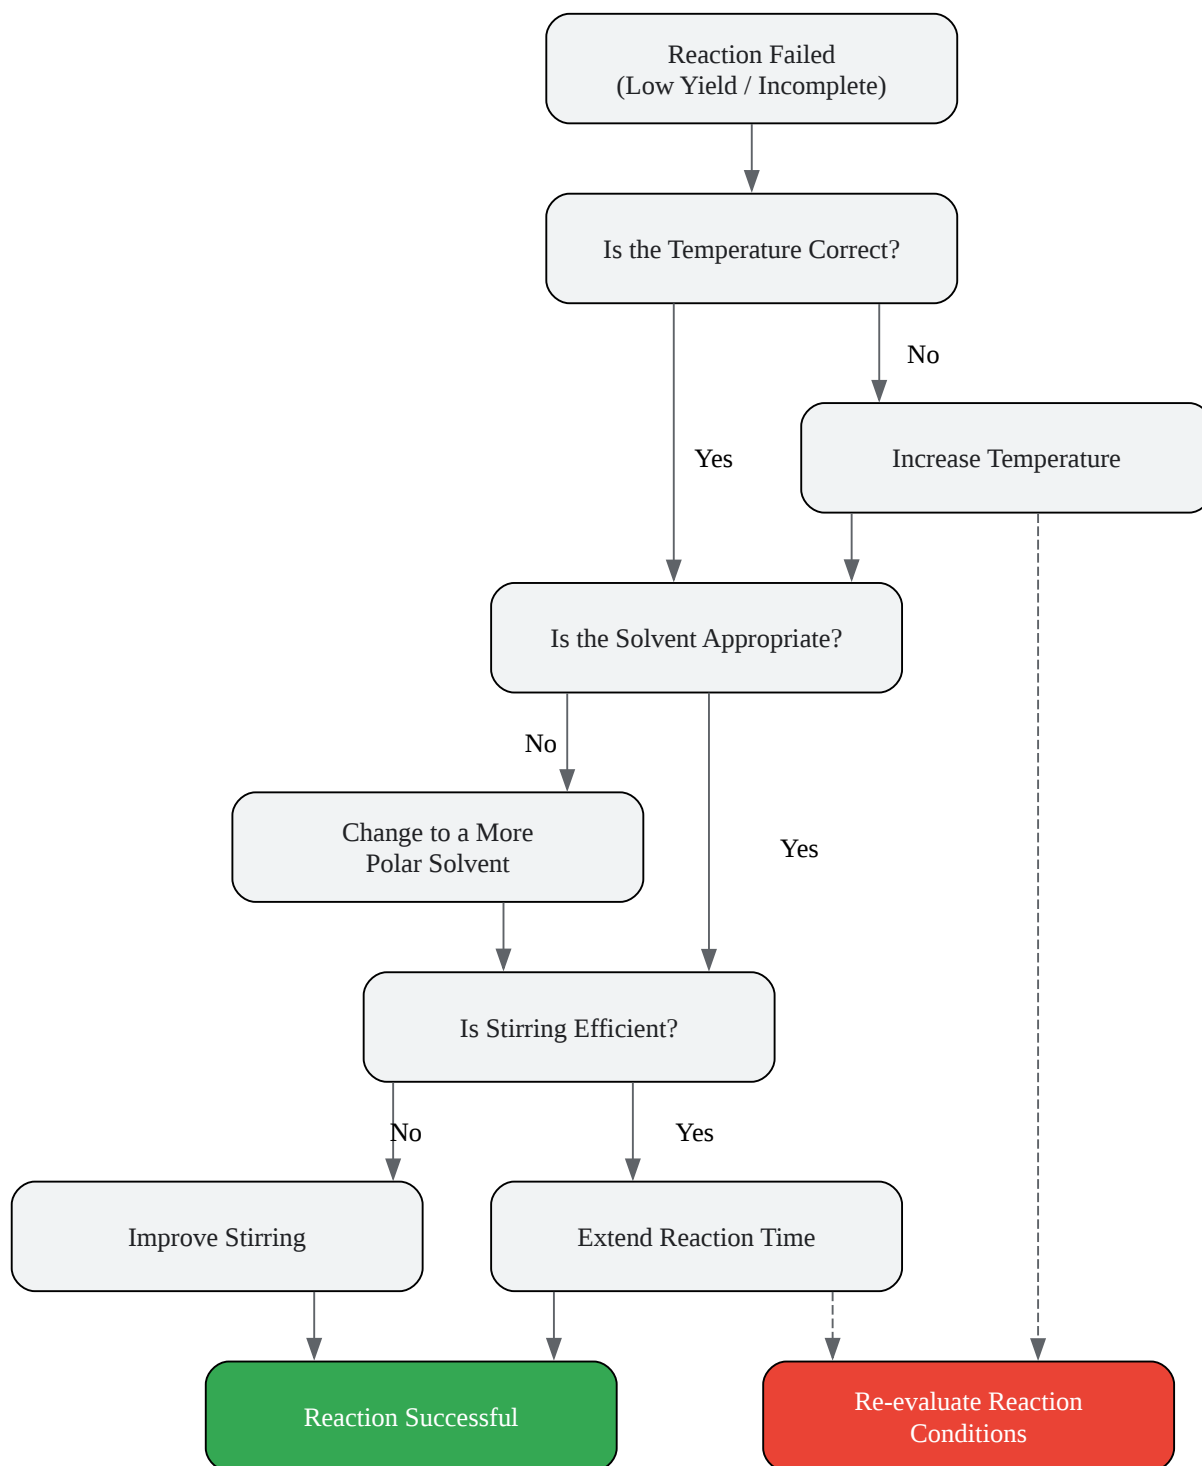 Reaction Failed
(Low Yield / Incomplete)
Is the Temperature Correct?
No
Yes
Increase Temperature
Is the Solvent Appropriate?
No
Change to a More
Polar Solvent
Yes
Is Stirring Efficient?
No
Yes
Improve Stirring
Extend Reaction Time
Reaction Successful
Re-evaluate Reaction
Conditions